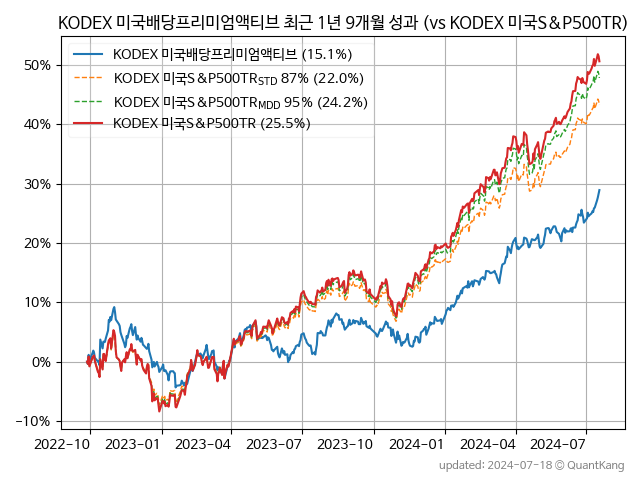 KODEX 미국배당프리미엄액티브 최근 1년 9개월 성과 (vs KODEX 미국S&P500TR)
KODEX 미국배당프리미엄액티브 (15.1%)
KODEX 미국S&P500TR_STD 87% (22.0%)
KODEX 미국S&P500TR_MDD 95% (24.2%)
KODEX 미국S&P500TR (25.5%)
50%
40%
30%
20%
10%
0%
−10%
2022-10 2023-01 2023-04 2023-07 2023-10 2024-01 2024-04 2024-07
updated: 2024-07-18 © QuantKang